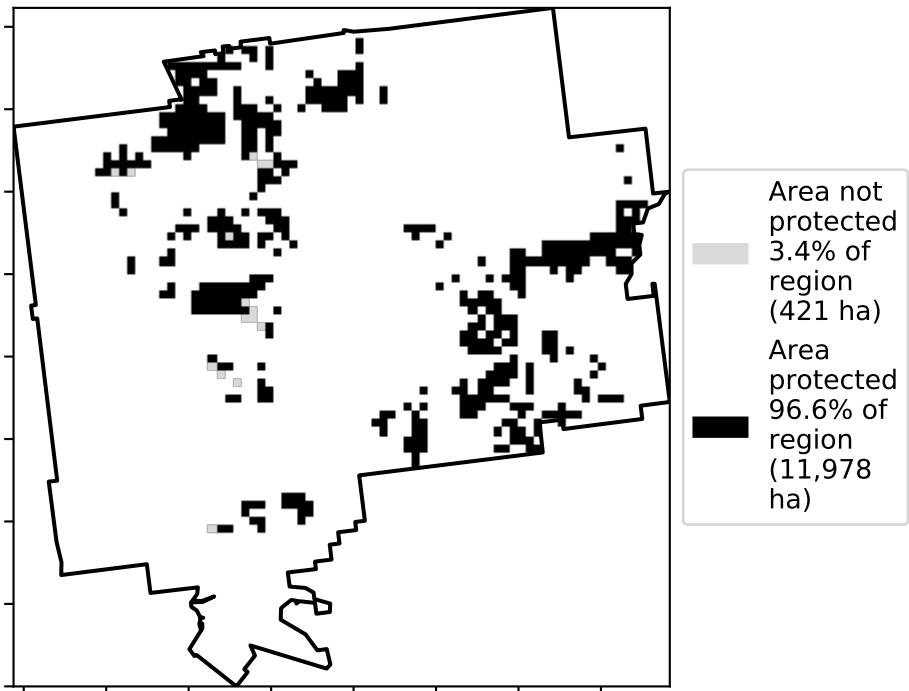 Area not
protected
3.4% of
region
(421 ha)
Area
protected
96.6% of
region
(11,978
ha)